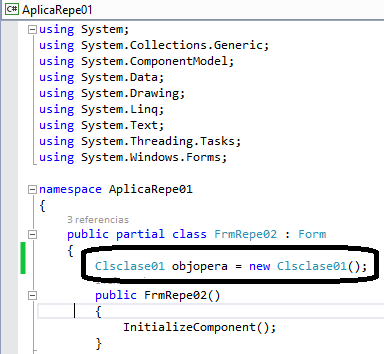 C# AplicaRepe01
using System;
using System.Collections.Generic;
using System.ComponentModel;
using System.Data;
using System.Drawing;
using System.Linq;
using System.Text;
using System.Threading.Tasks;
using System.Windows.Forms;
namespace AplicaRepe01
{
3 referencias
public partial class FrmRepe02 : Form
{
Clsclase01 objopera = new Clsclase01();
public FrmRepe02()
{
InitializeComponent();
}